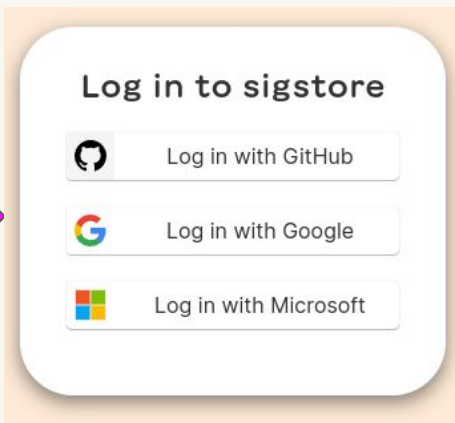 Log in to sigstore
Log in with GitHub
Log in with Google
Log in with Microsoft